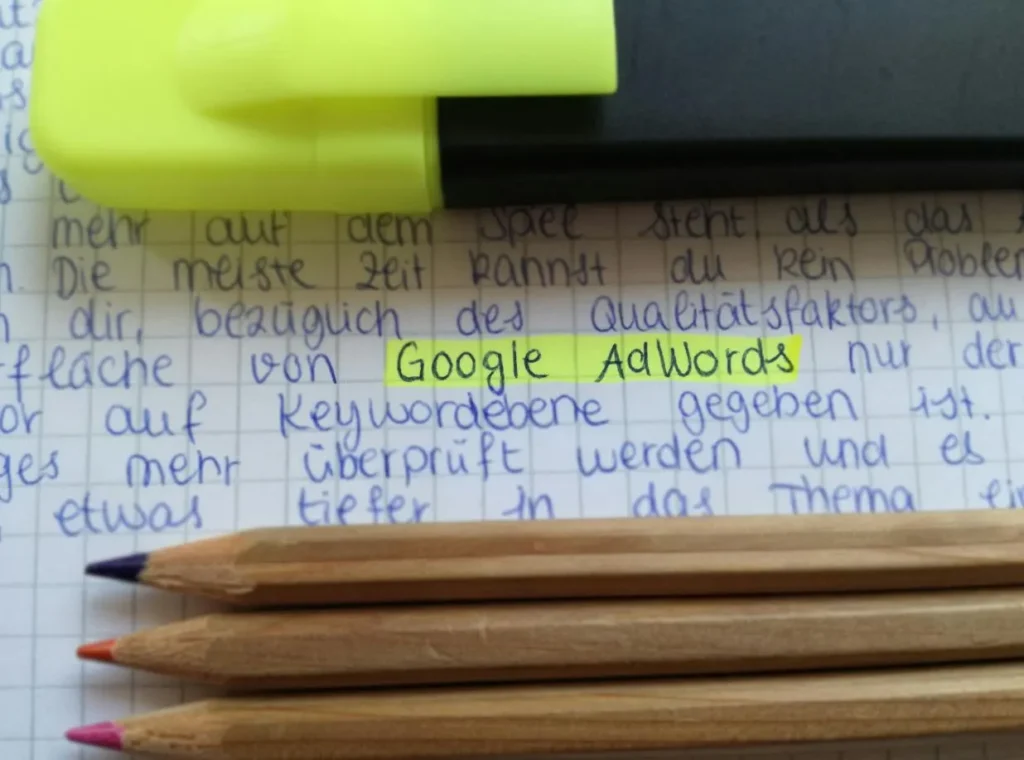 mehr auf dem Spiel steht als das
Die meiste Zeit kannst du kein Problem
dir, bezüglich des Qualitätsfaktors, au
fläche von Google AdWords nur der
or auf Keywordebene gegeben ist.
ges mehr überprüft werden und es
etwas tiefer in das Thema ein